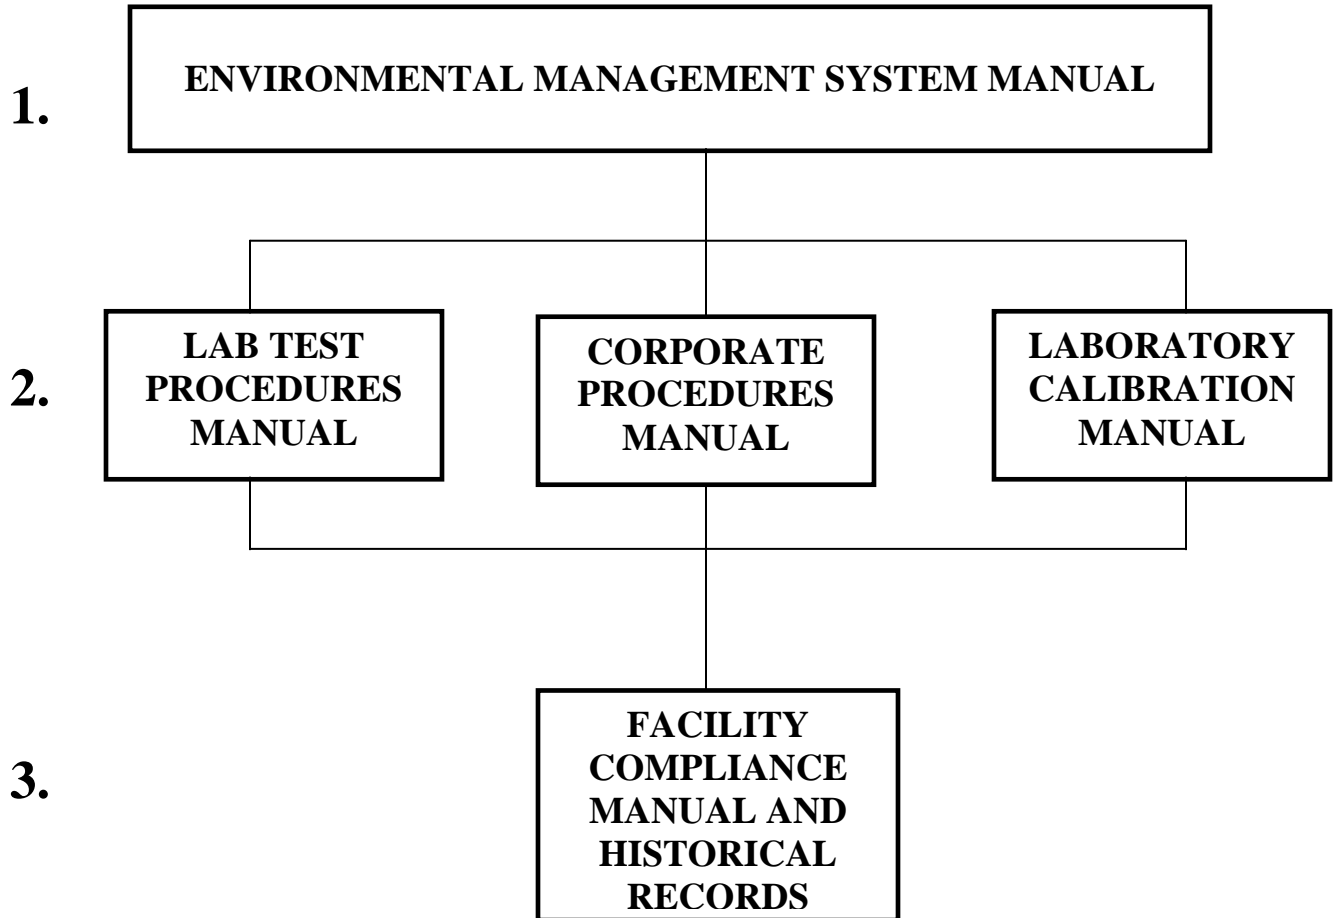 1.
ENVIRONMENTAL MANAGEMENT SYSTEM MANUAL
2.
LAB TEST
PROCEDURES
MANUAL
CORPORATE
PROCEDURES
MANUAL
LABORATORY
CALIBRATION
MANUAL
3.
FACILITY
COMPLIANCE
MANUAL AND
HISTORICAL
RECORDS